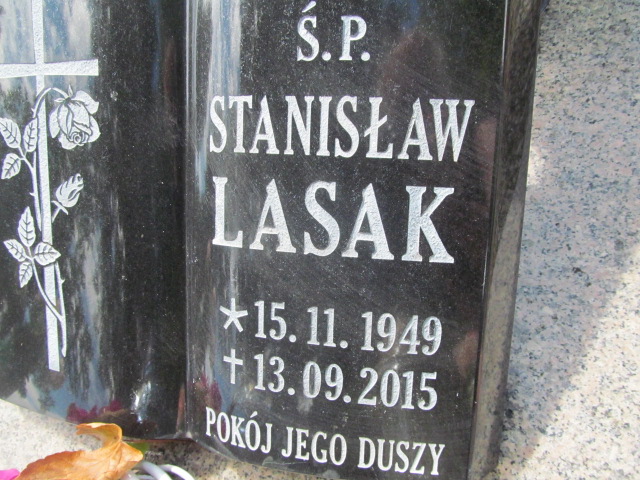 Ś.P.
STANISŁAW
LASAK
* 15.11.1949
† 13.09.2015
POKÓJ JEGO DUSZY